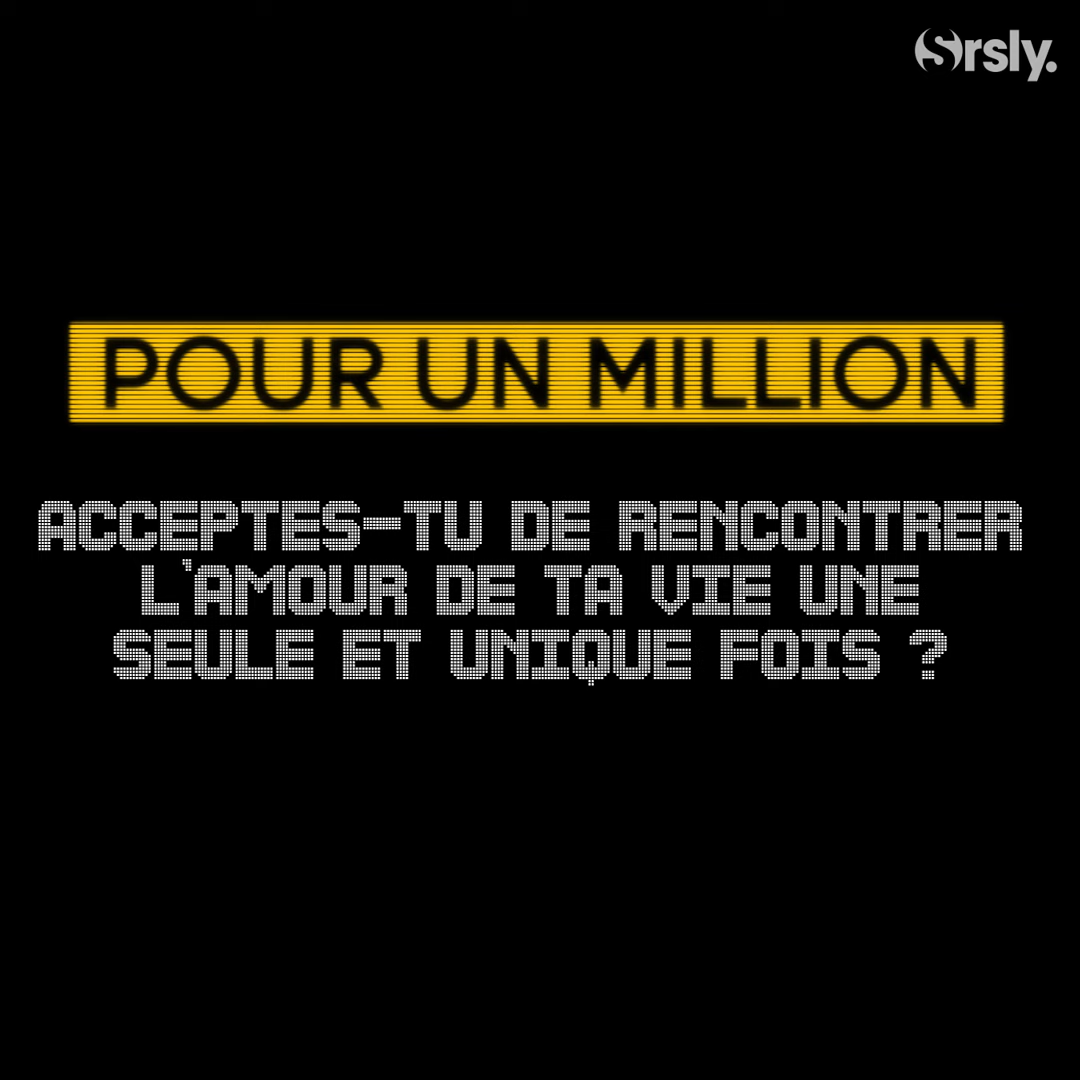 Srsly.
POUR UN MILLION
ACCEPTES-TU DE RENCONTRER
L'AMOUR DE TA VIE UNE
SEULE ET UNIQUE FOIS ?